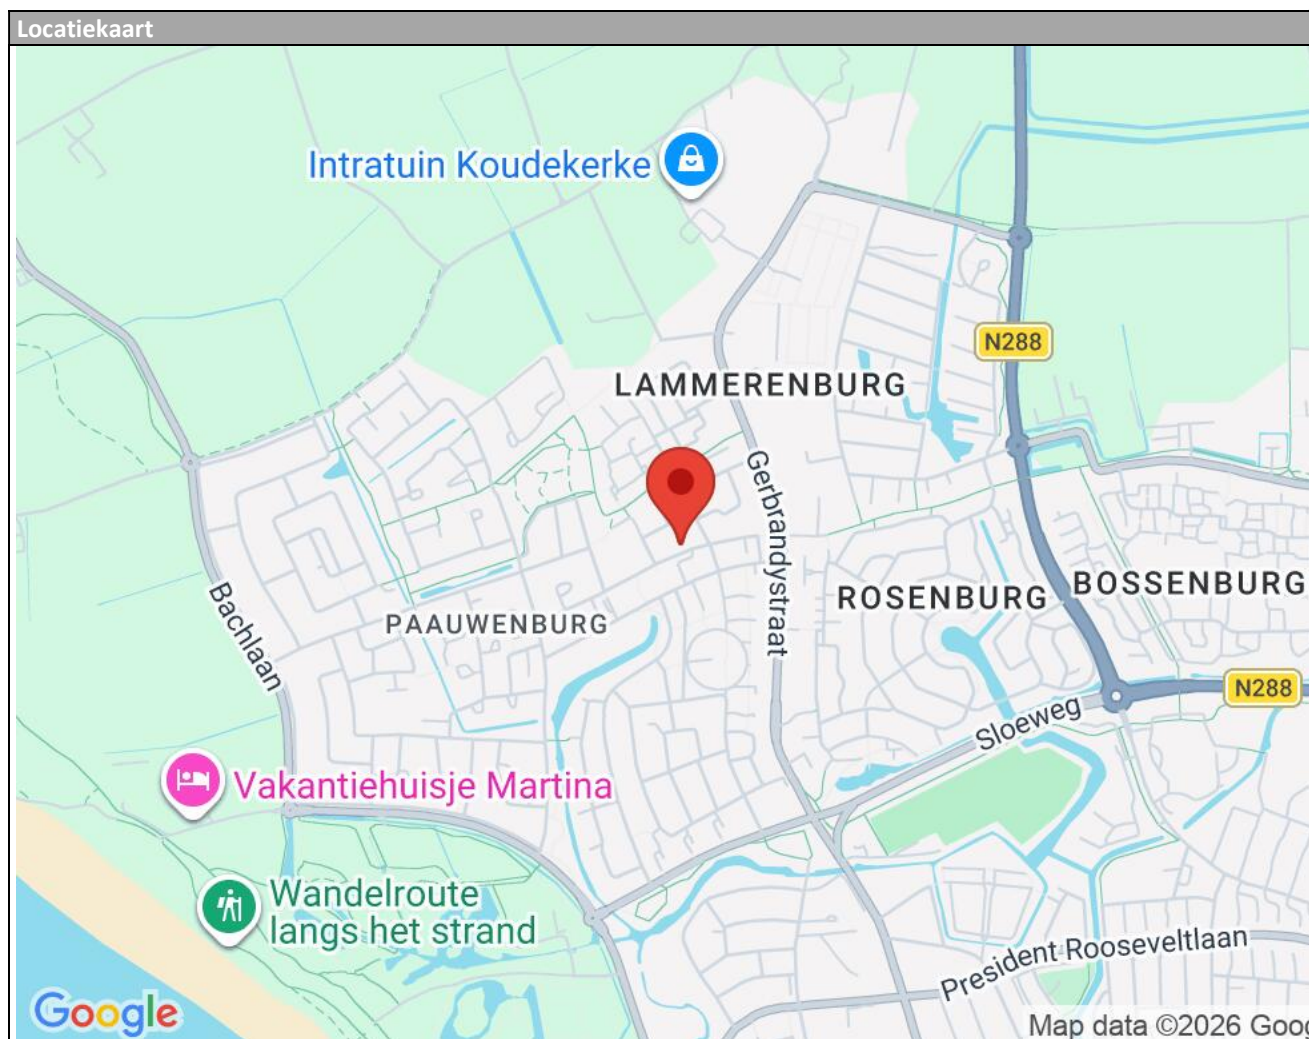 Locatiekaart
Intratuin Koudekerke
N288
LAMMERENBURG
Gerbrandystraat
Bachlaan
PAAUWENBURG
ROSENBURG
BOSSENBURG
N288
Sloeweg
Vakantiehuisje Martina
Wandelroute
langs het strand
President Rooseveltlaan
Google
Map data ©2026 Goog